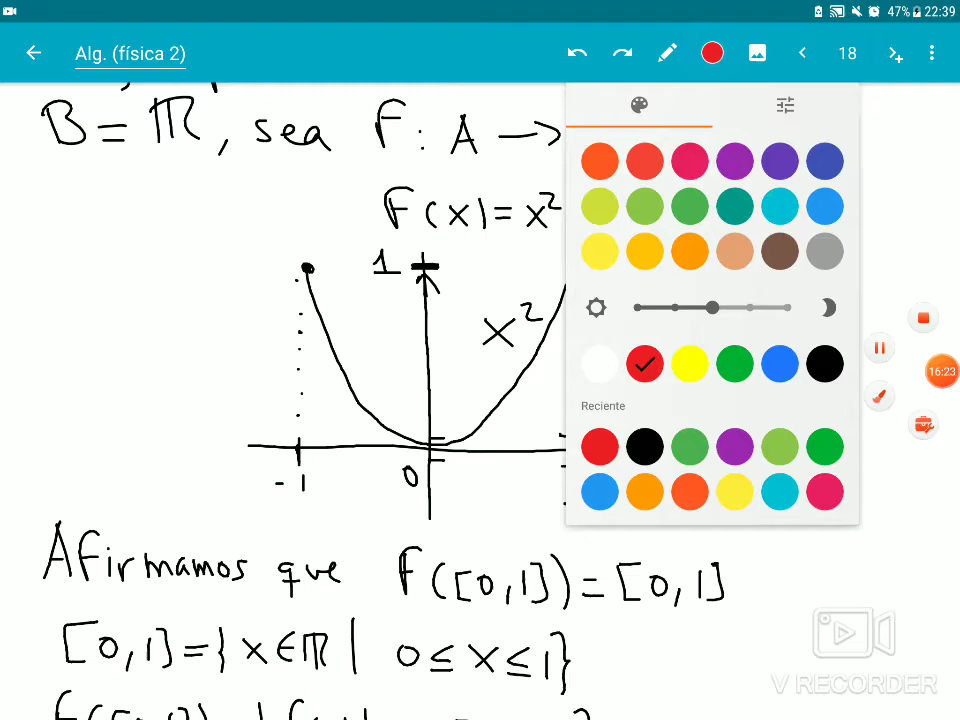 47% 22:39
Alg. (física 2)
18
B = ℝ, sea F: A →
F(x) = x²
1
x²
Reciente
16:23
-1
0
Afirmamos que F([0,1]) = [0,1]
[0,1] = { x ∈ ℝ | 0 ≤ x ≤ 1}
V RECORDER